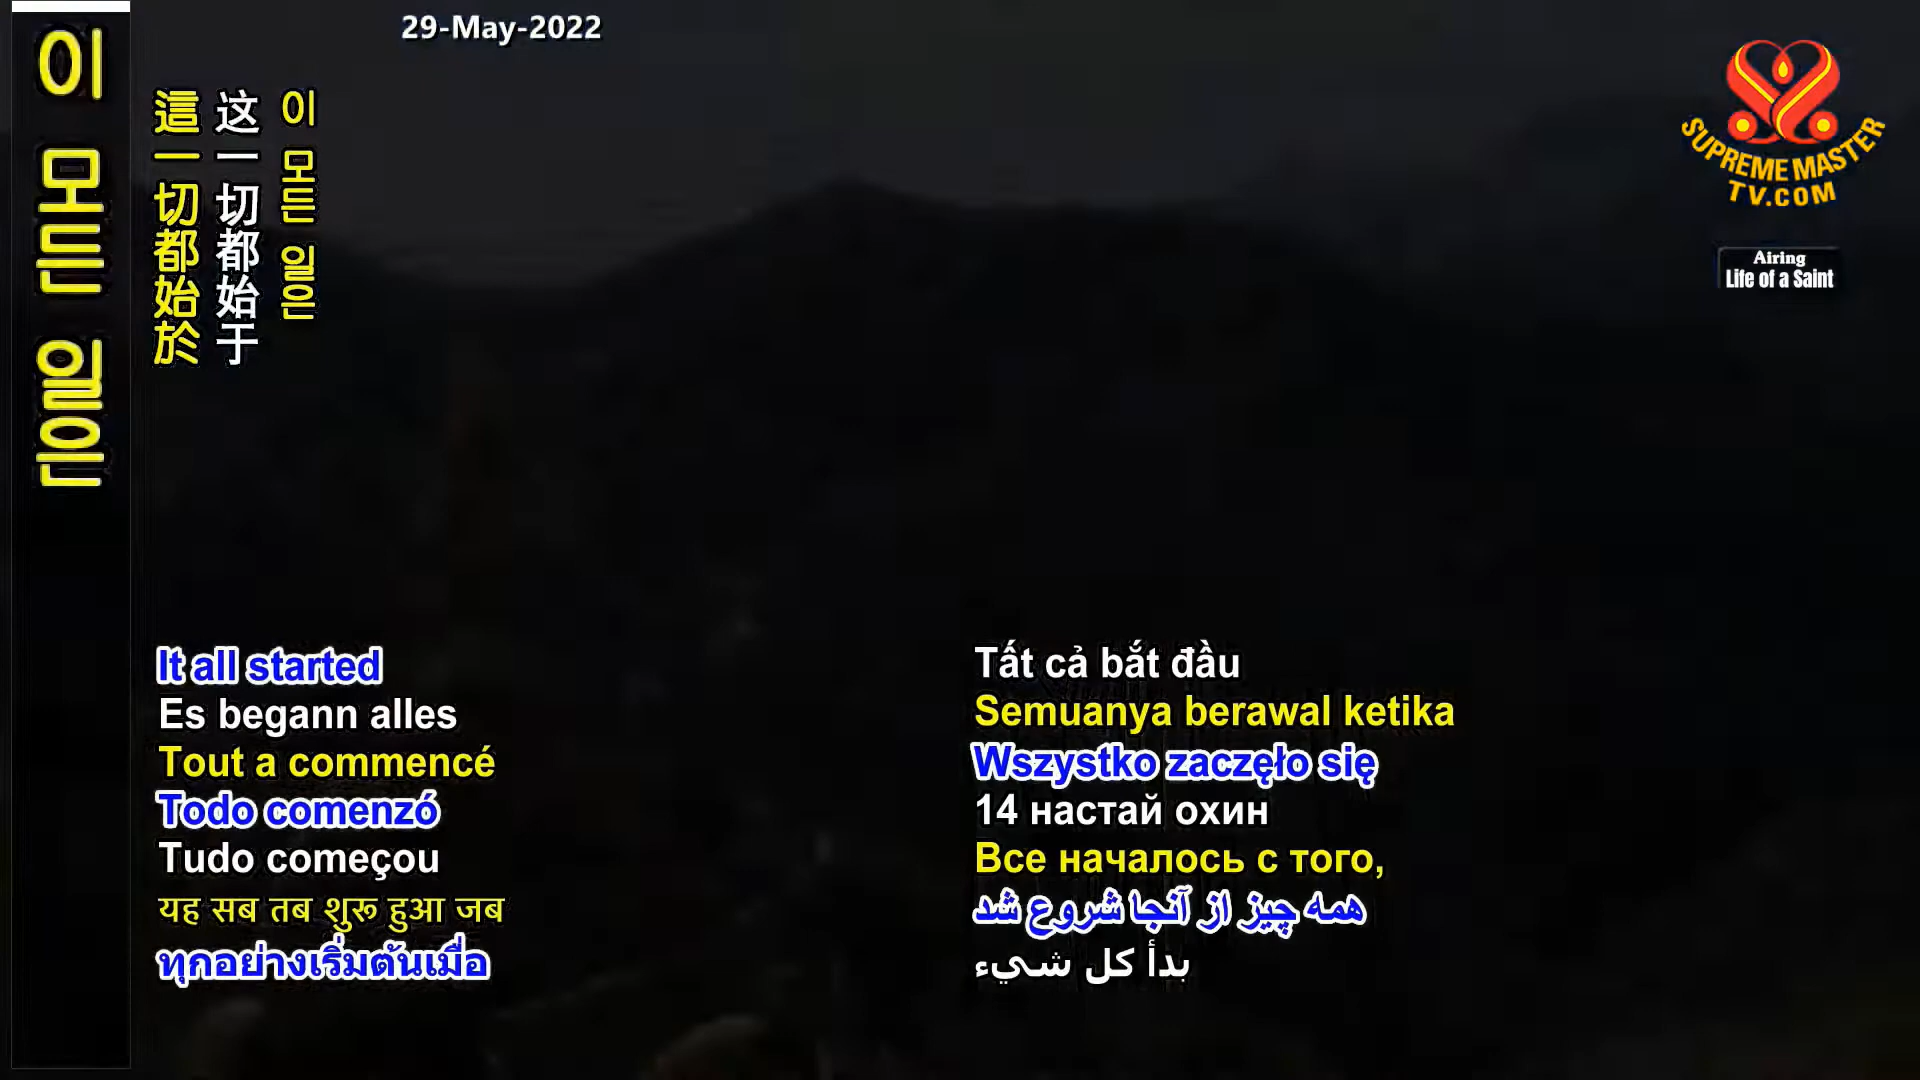 29-May-2022
이 모든 일은
這一切都始於
这一切都始于
이 모든 일은
SUPREME MASTER
TV.COM
Airing
Life of a Saint
It all started
Es begann alles
Tout a commencé
Todo comenzó
Tudo começou
यह सब तब शुरू हुआ जब
ทุกอย่างเริ่มต้นเมื่อ
Tất cả bắt đầu
Semuanya berawal ketika
Wszystko zaczęło się
14 настай охин
Все началось с того,
همه چیز از آنجا شروع شد
بدأ كل شيء